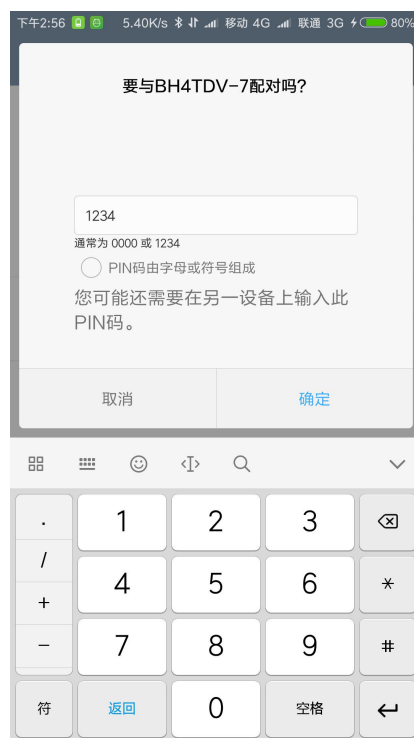 下午2:56 5.40K/s 移动 4G 联通 3G 80%
要与BH4TDV-7配对吗?
1234
通常为 0000 或 1234
PIN码由字母或符号组成
您可能还需要在另一设备上输入此
PIN码。
取消 确定
. 1 2 3
/
4 5 6 *
+
- 7 8 9 #
符 返回 0 空格